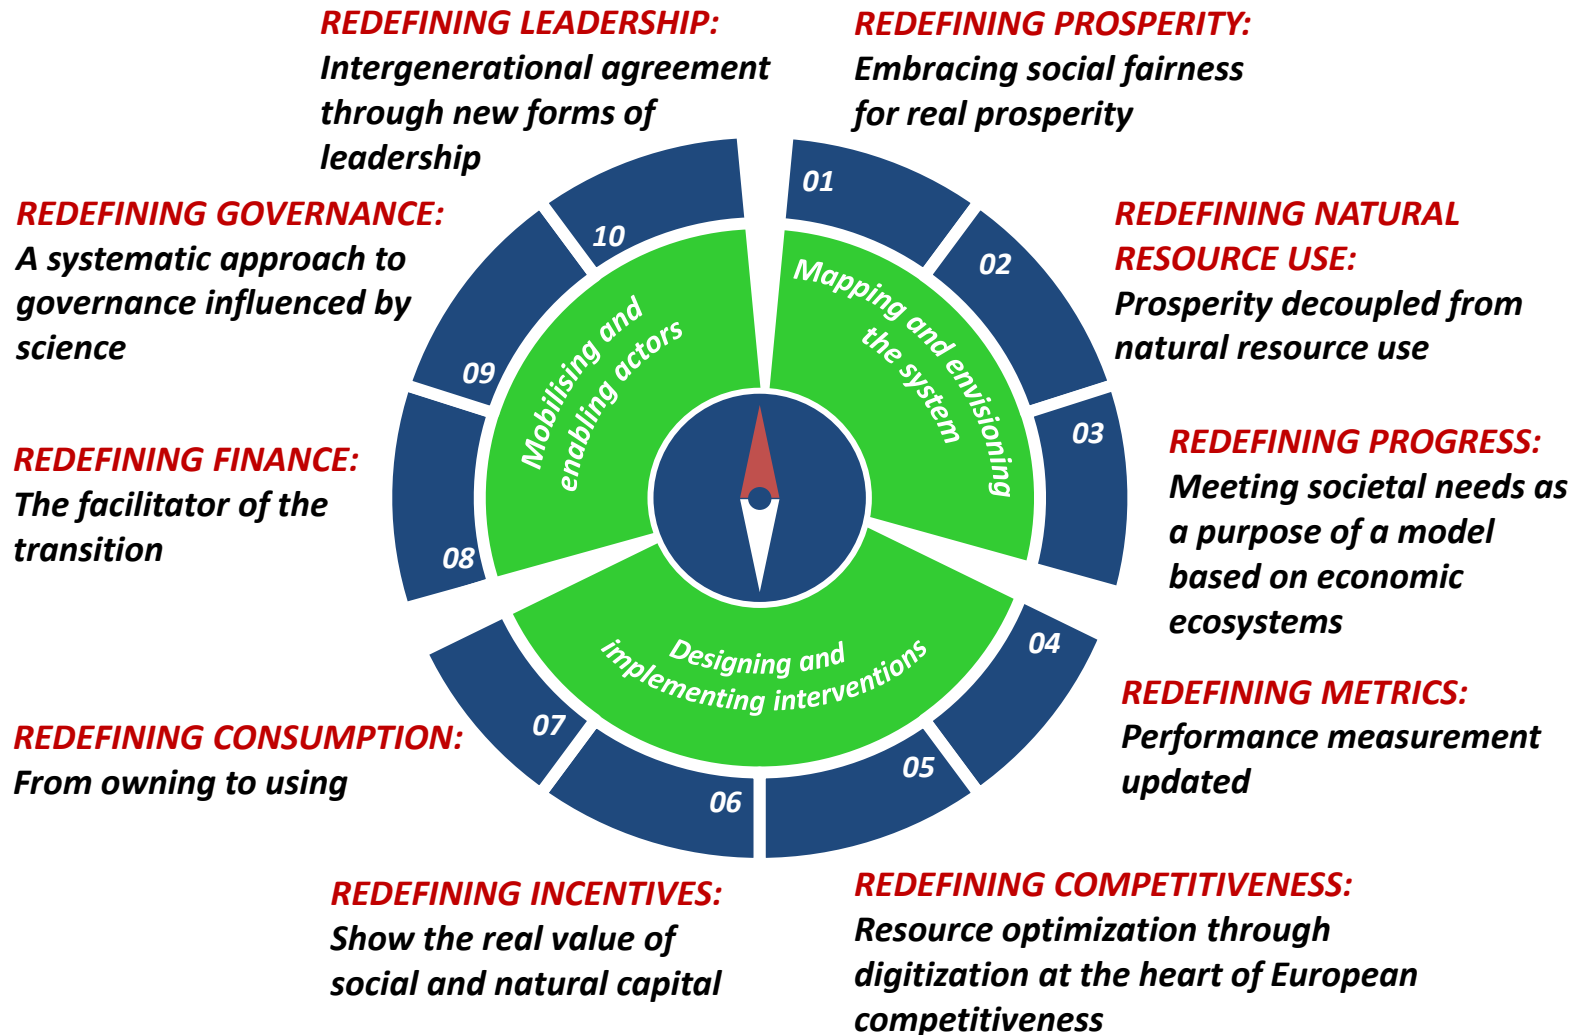 REDEFINING LEADERSHIP:
Intergenerational agreement
through new forms of
leadership
REDEFINING PROSPERITY:
Embracing social fairness
for real prosperity
REDEFINING NATURAL
RESOURCE USE:
Prosperity decoupled from
natural resource use
REDEFINING PROGRESS:
Meeting societal needs as
a purpose of a model
based on economic
ecosystems
REDEFINING METRICS:
Performance measurement
updated
REDEFINING COMPETITIVENESS:
Resource optimization through
digitization at the heart of European
competitiveness
REDEFINING INCENTIVES:
Show the real value of
social and natural capital
REDEFINING CONSUMPTION:
From owning to using
REDEFINING FINANCE:
The facilitator of the
transition
REDEFINING GOVERNANCE:
A systematic approach to
governance influenced by
science
01
02
03
04
05
06
07
08
09
10
Mapping and envisioning
the system
Designing and
implementing interventions
Mobilising and
enabling actors